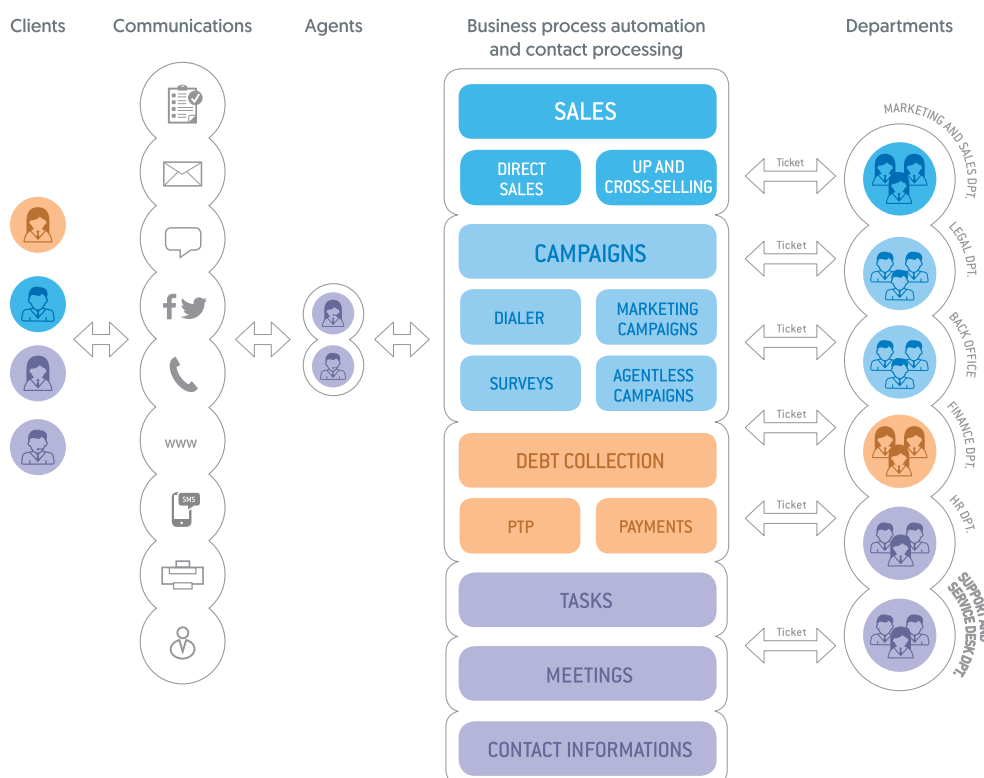 Clients
Communications
Agents
Business process automation
and contact processing
Departments
SALES
DIRECT
SALES
UP AND
CROSS-SELLING
CAMPAIGNS
DIALER
MARKETING
CAMPAIGNS
SURVEYS
AGENTLESS
CAMPAIGNS
DEBT COLLECTION
PTP
PAYMENTS
TASKS
MEETINGS
CONTACT INFORMATIONS
www
SMS
Ticket
Ticket
Ticket
Ticket
Ticket
Ticket
MARKETING AND SALES DPT.
LEGAL DPT.
BACK OFFICE
FINANCE DPT.
HR DPT.
SUPPORT AND
SERVICE DESK DPT.